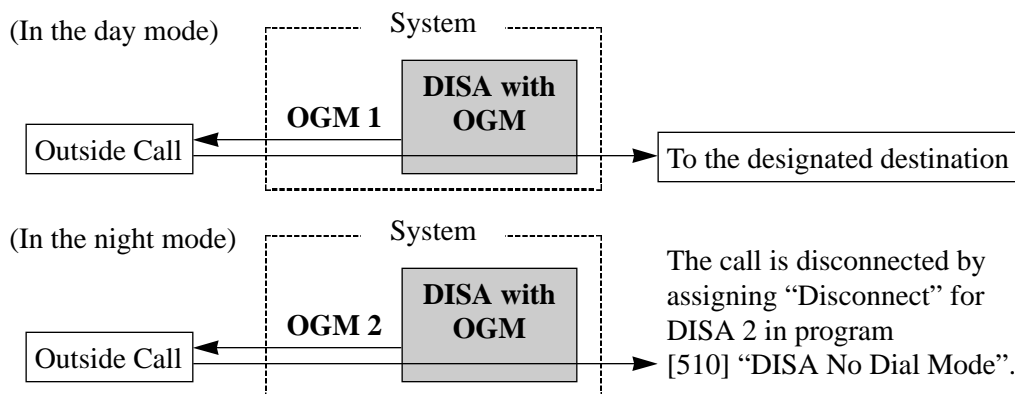 (In the day mode)
System
DISA with
OGM
OGM 1
Outside Call
To the designated destination
(In the night mode)
System
DISA with
OGM
OGM 2
Outside Call
The call is disconnected by
assigning “Disconnect” for
DISA 2 in program
[510] “DISA No Dial Mode”.